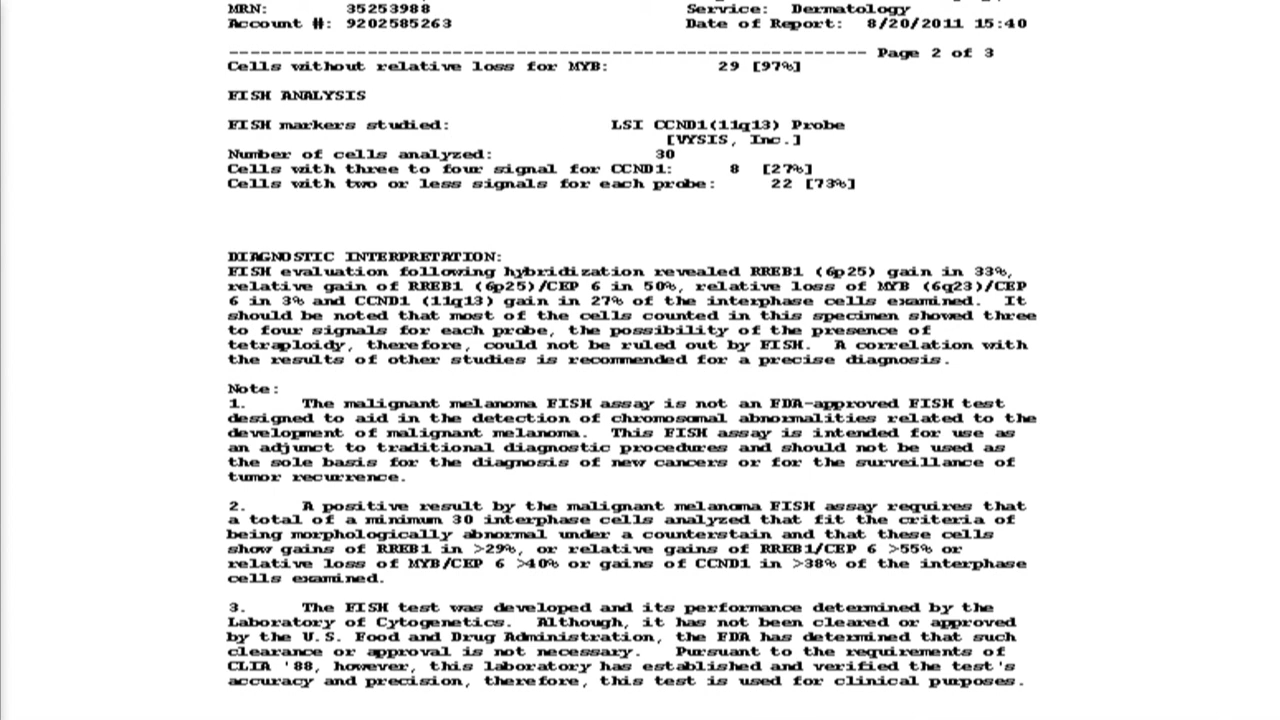 MRN: 35253988 Service: Dermatology
Account #: 9202585263 Date of Report: 8/20/2011 15:40
------------------------------------------------------------- Page 2 of 3
Cells without relative loss for MYB: 29 [97%]
FISH ANALYSIS
FISH markers studied: LSI CCND1(11q13) Probe
[VYSIS, Inc.]
Number of cells analyzed: 30
Cells with three to four signal for CCND1: 8 [27%]
Cells with two or less signals for each probe: 22 [73%]
DIAGNOSTIC INTERPRETATION:
FISH evaluation following hybridization revealed RREB1 (6p25) gain in 33%,
relative gain of RREB1 (6p25)/CEP 6 in 50%, relative loss of MYB (6q23)/CEP
6 in 3% and CCND1 (11q13) gain in 27% of the interphase cells examined. It
should be noted that most of the cells counted in this specimen showed three
to four signals for each probe, the possibility of the presence of
tetraploidy, therefore, could not be ruled out by FISH. A correlation with
the results of other studies is recommended for a precise diagnosis.
Note:
1. The malignant melanoma FISH assay is not an FDA-approved FISH test
designed to aid in the detection of chromosomal abnormalities related to the
development of malignant melanoma. This FISH assay is intended for use as
an adjunct to traditional diagnostic procedures and should not be used as
the sole basis for the diagnosis of new cancers or for the surveillance of
tumor recurrence.
2. A positive result by the malignant melanoma FISH assay requires that
a total of a minimum 30 interphase cells analyzed that fit the criteria of
being morphologically abnormal under a counterstain and that these cells
show gains of RREB1 in >29%, or relative gains of RREB1/CEP 6 >55% or
relative loss of MYB/CEP 6 >40% or gains of CCND1 in >38% of the interphase
cells examined.
3. The FISH test was developed and its performance determined by the
Laboratory of Cytogenetics. Although, it has not been cleared or approved
by the U.S. Food and Drug Administration, the FDA has determined that such
clearance or approval is not necessary. Pursuant to the requirements of
CLIA '88, however, this laboratory has established and verified the test's
accuracy and precision, therefore, this test is used for clinical purposes.